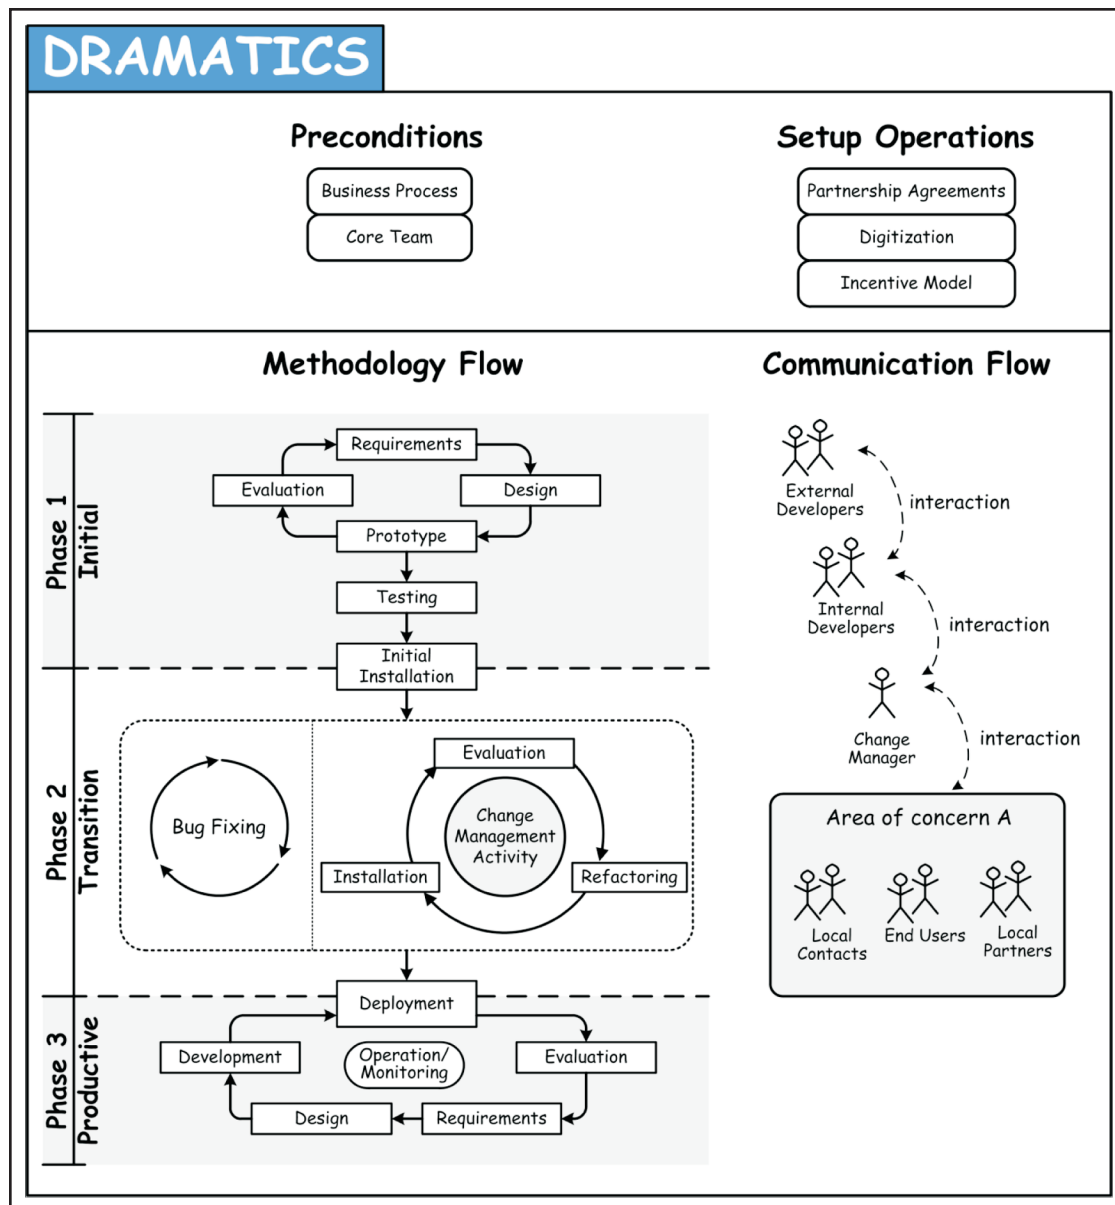 DRAMATICS
Preconditions
Business Process
Core Team
Setup Operations
Partnership Agreements
Digitization
Incentive Model
Methodology Flow
Phase 1
Initial
Requirements
Evaluation
Design
Prototype
Testing
Initial
Installation
Phase 2
Transition
Bug Fixing
Evaluation
Change
Management
Activity
Installation
Refactoring
Phase 3
Productive
Deployment
Development
Operation/
Monitoring
Evaluation
Design
Requirements
Communication Flow
External
Developers
interaction
Internal
Developers
interaction
Change
Manager
interaction
Area of concern A
Local
Contacts
End Users
Local
Partners